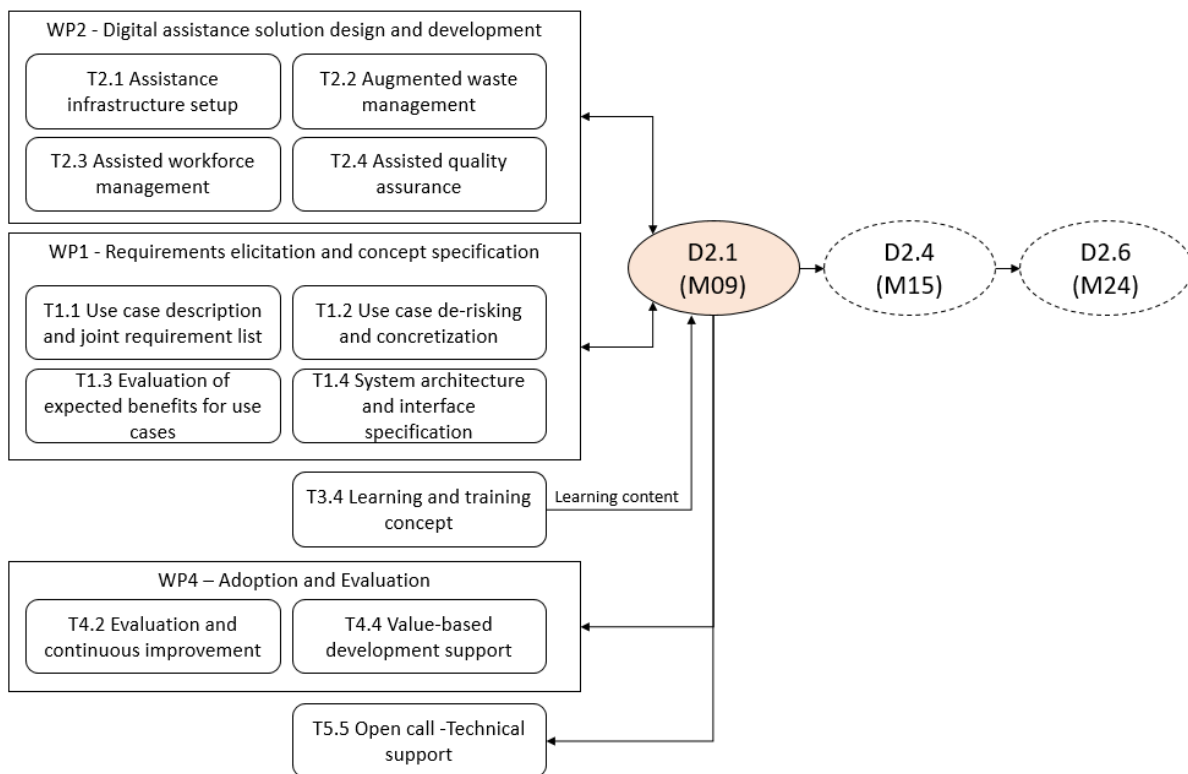 WP2 - Digital assistance solution design and development
T2.1 Assistance
infrastructure setup
T2.2 Augmented waste
management
T2.3 Assisted workforce
management
T2.4 Assisted quality
assurance
WP1 - Requirements elicitation and concept specification
T1.1 Use case description
and joint requirement list
T1.2 Use case de-risking
and concretization
T1.3 Evaluation of
expected benefits for use
cases
T1.4 System architecture
and interface
specification
D2.1
(M09)
D2.4
(M15)
D2.6
(M24)
T3.4 Learning and training
concept
Learning content
WP4 – Adoption and Evaluation
T4.2 Evaluation and
continuous improvement
T4.4 Value-based
development support
T5.5 Open call -Technical
support